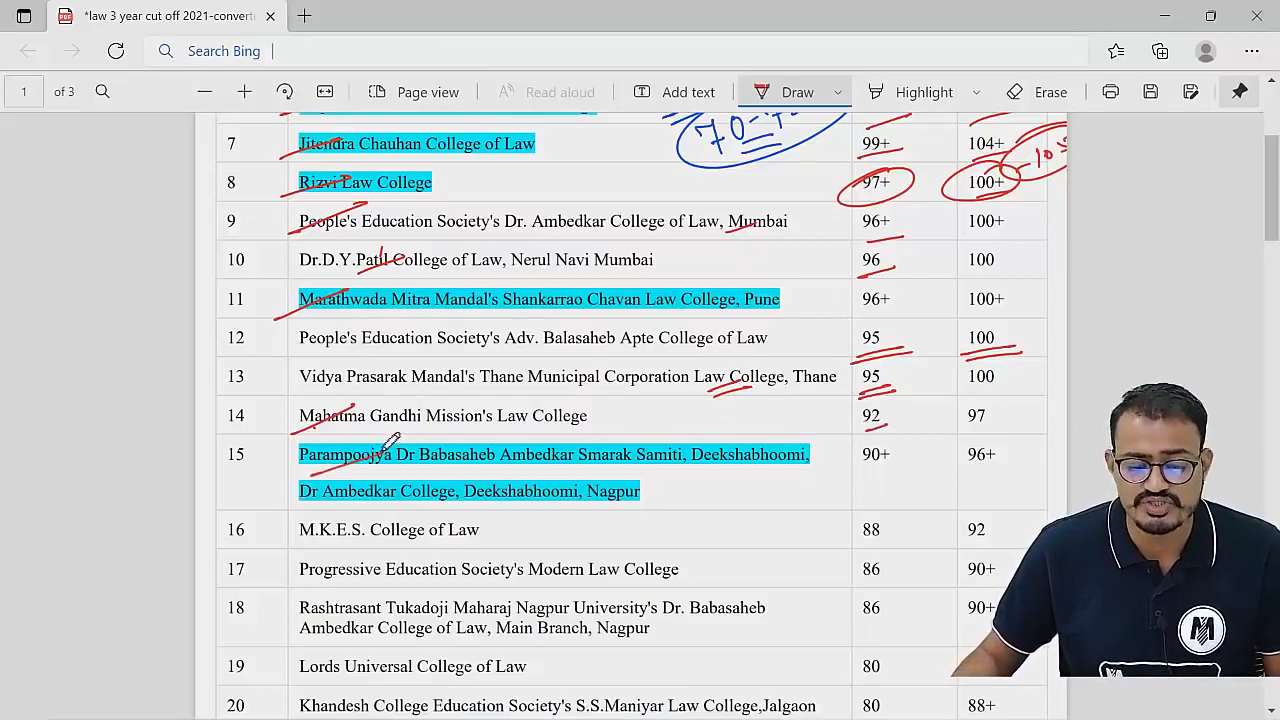 *law 3 year cut off 2021-converte
Search Bing
1 of 3
Page view
Read aloud
Add text
Draw
Highlight
Erase
7 Jitendra Chauhan College of Law 99+ 104+
8 Rizvi Law College 97+ 100+
9 People's Education Society's Dr. Ambedkar College of Law, Mumbai 96+ 100+
10 Dr.D.Y.Patil College of Law, Nerul Navi Mumbai 96 100
11 Marathwada Mitra Mandal's Shankarrao Chavan Law College, Pune 96+ 100+
12 People's Education Society's Adv. Balasaheb Apte College of Law 95 100
13 Vidya Prasarak Mandal's Thane Municipal Corporation Law College, Thane 95 100
14 Mahatma Gandhi Mission's Law College 92 97
15 Parampoojya Dr Babasaheb Ambedkar Smarak Samiti, Deekshabhoomi, 90+ 96+
Dr Ambedkar College, Deekshabhoomi, Nagpur
16 M.K.E.S. College of Law 88 92
17 Progressive Education Society's Modern Law College 86 90+
18 Rashtrasant Tukadoji Maharaj Nagpur University's Dr. Babasaheb 86 90+
Ambedkar College of Law, Main Branch, Nagpur
19 Lords Universal College of Law 80
20 Khandesh College Education Society's S.S.Maniyar Law College,Jalgaon 80 88+